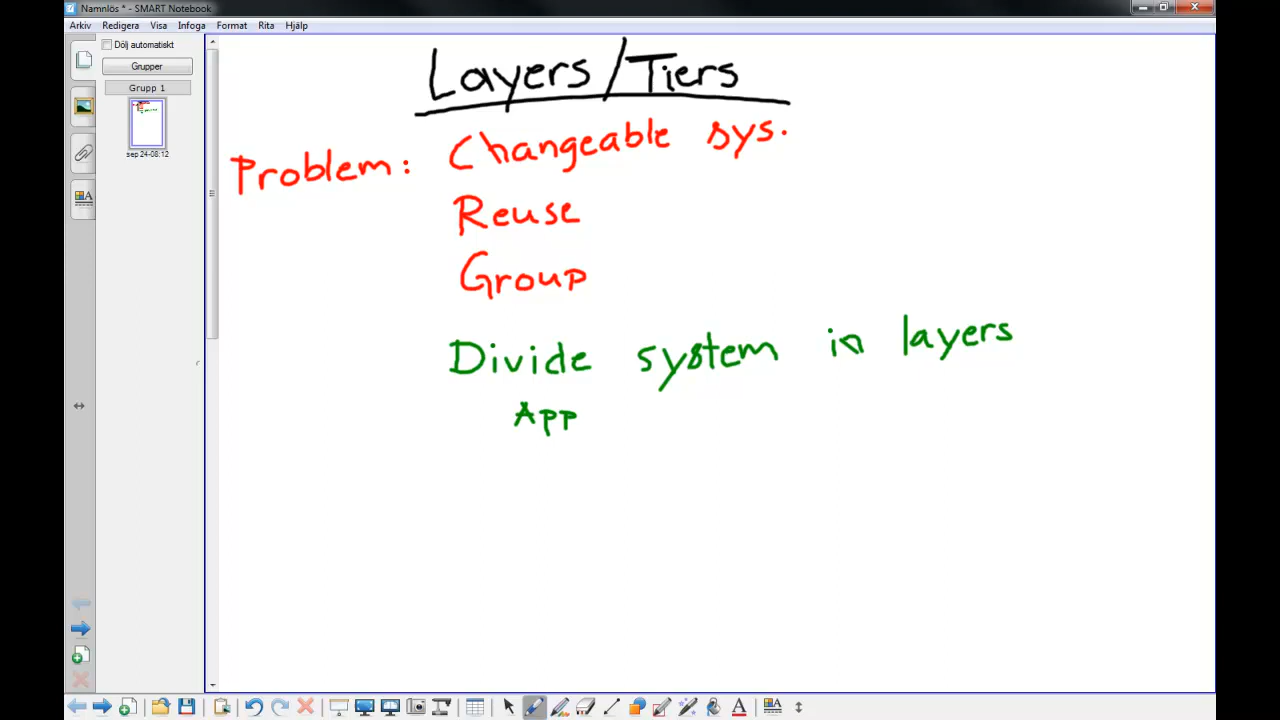 Namnlös * - SMART Notebook
Arkiv Redigera Visa Infoga Format Rita Hjälp
Dölj automatiskt
Grupper
Grupp 1
sep 24-08:12
Layers/Tiers
Problem: Changeable sys.
Reuse
Group
Divide system in layers
App